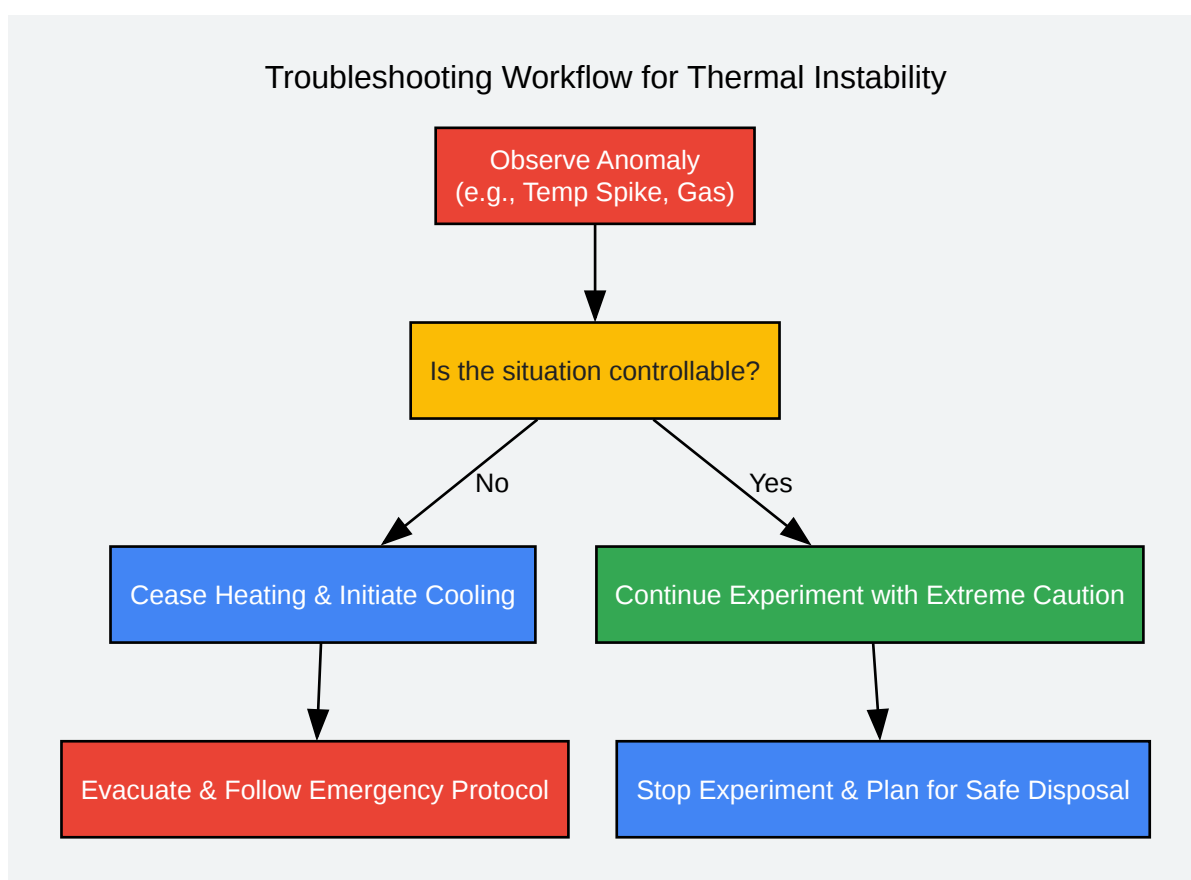 Troubleshooting Workflow for Thermal Instability
Observe Anomaly
(e.g., Temp Spike, Gas)
Is the situation controllable?
No
Yes
Cease Heating & Initiate Cooling
Continue Experiment with Extreme Caution
Evacuate & Follow Emergency Protocol
Stop Experiment & Plan for Safe Disposal